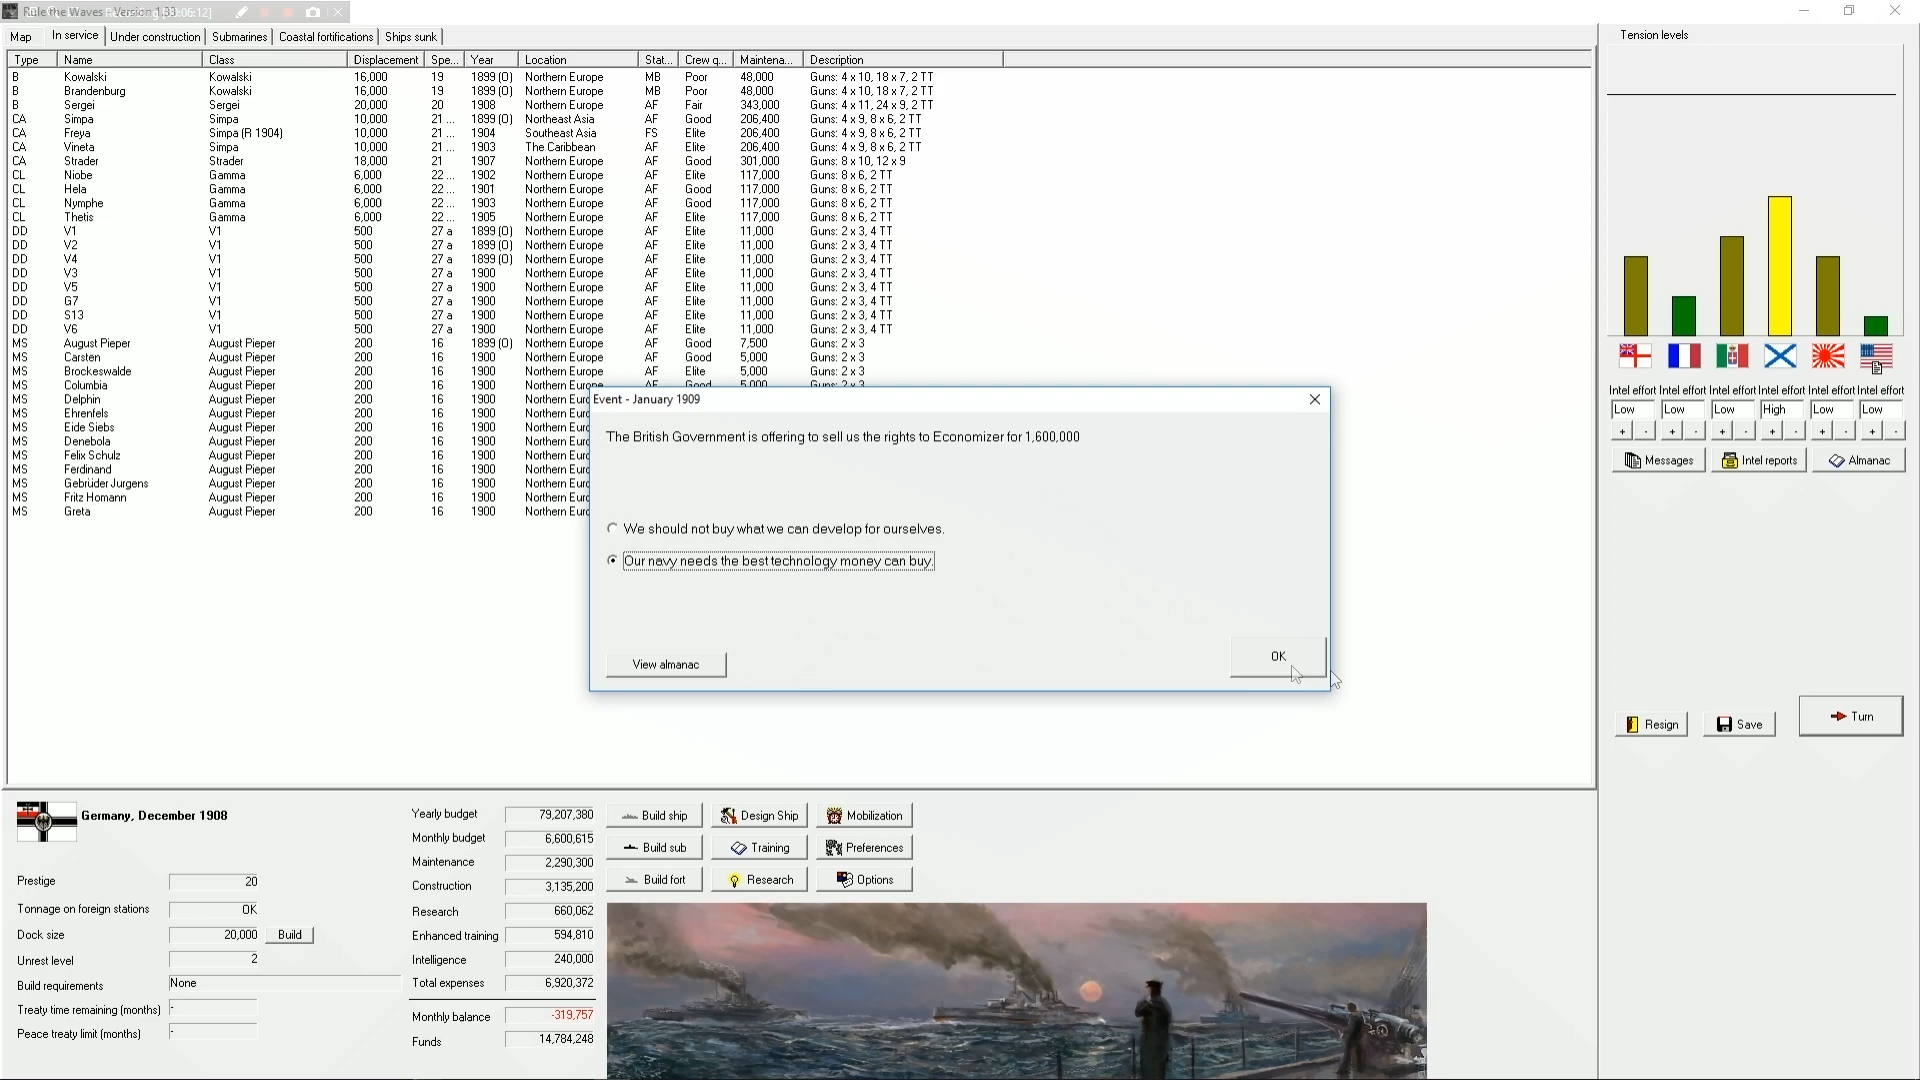 Rule the Waves - Version 1.33 Recording [00:06:12]
Map In service Under construction Submarines Coastal fortifications Ships sunk
Type Name Class Displacement Spe... Year Location Stat... Crew q... Maintena... Description
B Kowalski Kowalski 16,000 19 1899 (O) Northern Europe MB Poor 48,000 Guns: 4 x 10, 18 x 7, 2 TT
B Brandenburg Kowalski 16,000 19 1899 (O) Northern Europe MB Poor 48,000 Guns: 4 x 10, 18 x 7, 2 TT
B Sergei Sergei 20,000 20 1908 Northern Europe AF Fair 343,000 Guns: 4 x 11, 24 x 9, 2 TT
CA Simpa Simpa 10,000 21 ... 1899 (O) Northeast Asia AF Good 206,400 Guns: 4 x 9, 8 x 6, 2 TT
CA Freya Simpa (R 1904) 10,000 21 ... 1904 Southeast Asia FS Elite 206,400 Guns: 4 x 9, 8 x 6, 2 TT
CA Vineta Simpa 10,000 21 ... 1903 The Caribbean AF Elite 206,400 Guns: 4 x 9, 8 x 6, 2 TT
CA Strader Strader 18,000 21 1907 Northern Europe AF Good 301,000 Guns: 8 x 10, 12 x 9
CL Niobe Gamma 6,000 22 ... 1902 Northern Europe AF Elite 117,000 Guns: 8 x 6, 2 TT
CL Hela Gamma 6,000 22 ... 1901 Northern Europe AF Good 117,000 Guns: 8 x 6, 2 TT
CL Nymphe Gamma 6,000 22 ... 1903 Northern Europe AF Good 117,000 Guns: 8 x 6, 2 TT
CL Thetis Gamma 6,000 22 ... 1905 Northern Europe AF Elite 117,000 Guns: 8 x 6, 2 TT
DD V1 V1 500 27 a 1899 (O) Northern Europe AF Elite 11,000 Guns: 2 x 3, 4 TT
DD V2 V1 500 27 a 1899 (O) Northern Europe AF Elite 11,000 Guns: 2 x 3, 4 TT
DD V4 V1 500 27 a 1899 (O) Northern Europe AF Elite 11,000 Guns: 2 x 3, 4 TT
DD V3 V1 500 27 a 1900 Northern Europe AF Elite 11,000 Guns: 2 x 3, 4 TT
DD V5 V1 500 27 a 1900 Northern Europe AF Elite 11,000 Guns: 2 x 3, 4 TT
DD G7 V1 500 27 a 1900 Northern Europe AF Elite 11,000 Guns: 2 x 3, 4 TT
DD S13 V1 500 27 a 1900 Northern Europe AF Elite 11,000 Guns: 2 x 3, 4 TT
DD V6 V1 500 27 a 1900 Northern Europe AF Elite 11,000 Guns: 2 x 3, 4 TT
MS August Pieper August Pieper 200 16 1899 (O) Northern Europe AF Good 7,500 Guns: 2 x 3
MS Carsten August Pieper 200 16 1900 Northern Europe AF Good 5,000 Guns: 2 x 3
MS Brockeswalde August Pieper 200 16 1900 Northern Europe AF Elite 5,000 Guns: 2 x 3
MS Columbia August Pieper 200 16 1900 Northern Europe AF Good 5,000 Guns: 2 x 3
MS Delphin August Pieper 200 16 1900 Northern Euro
MS Ehrenfels August Pieper 200 16 1900 Northern Euro
MS Eide Siebs August Pieper 200 16 1900 Northern Euro
MS Denebola August Pieper 200 16 1900 Northern Euro
MS Felix Schulz August Pieper 200 16 1900 Northern Euro
MS Ferdinand August Pieper 200 16 1900 Northern Euro
MS Gebrüder Jurgens August Pieper 200 16 1900 Northern Euro
MS Fritz Homann August Pieper 200 16 1900 Northern Euro
MS Greta August Pieper 200 16 1900 Northern Euro
Event - January 1909
The British Government is offering to sell us the rights to Economizer for 1,600,000
We should not buy what we can develop for ourselves.
Our navy needs the best technology money can buy.
View almanac OK
Tension levels
Intel effort Intel effort Intel effort Intel effort Intel effort Intel effort
Low Low Low High Low Low
+ - + - + - + - + - + -
Messages Intel reports Almanac
Resign Save Turn
Germany, December 1908
Prestige 20
Tonnage on foreign stations OK
Dock size 20,000 Build
Unrest level 2
Build requirements None
Treaty time remaining (months) -
Peace treaty limit (months) -
Yearly budget 79,207,380
Monthly budget 6,600,615
Maintenance 2,290,300
Construction 3,135,200
Research 660,062
Enhanced training 594,810
Intelligence 240,000
Total expenses 6,920,372
Monthly balance -319,757
Funds 14,784,248
Build ship Design Ship Mobilization
Build sub Training Preferences
Build fort Research Options